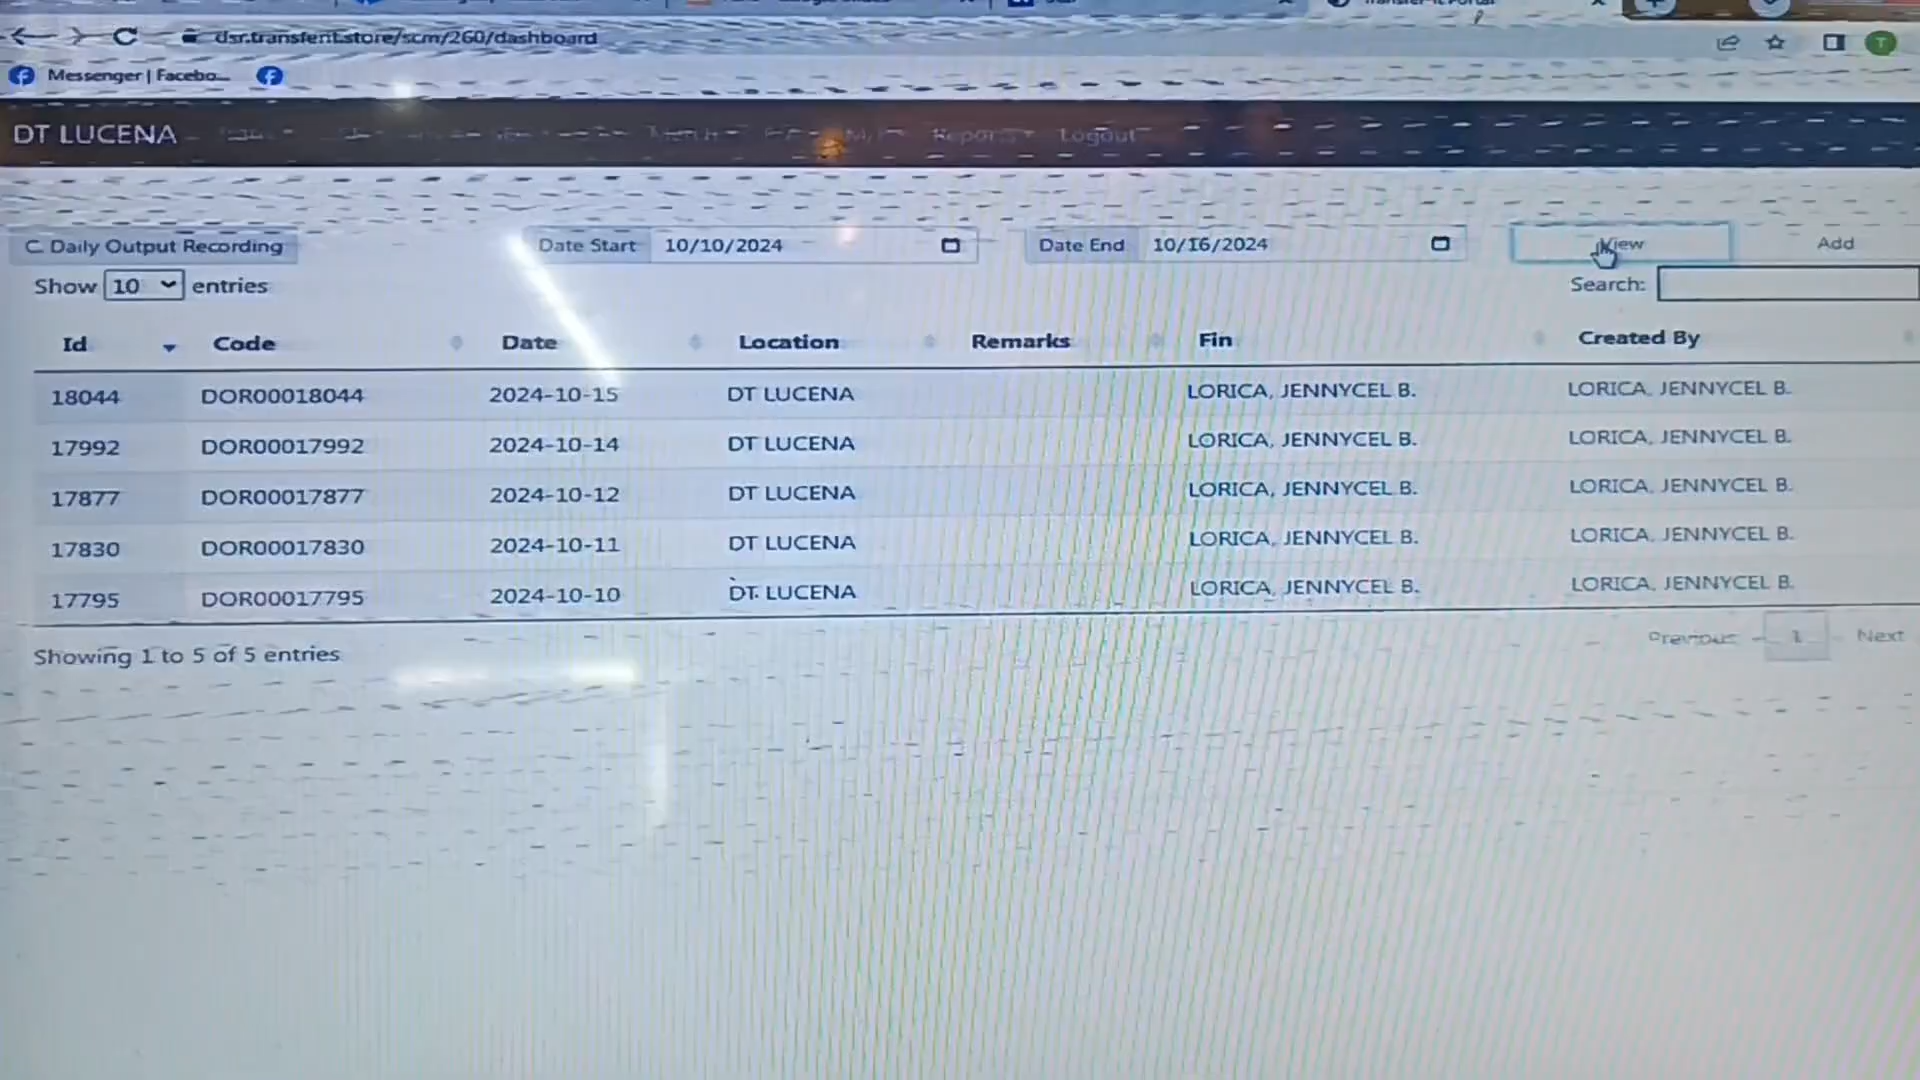 dsr.transferit.store/scm/260/dashboard
Messenger | Facebo...
DT LUCENA Reports Logout
C. Daily Output Recording Date Start 10/10/2024 Date End 10/16/2024 View Add
Show 10 entries Search:
Id Code Date Location Remarks Fin Created By
18044 DOR00018044 2024-10-15 DT LUCENA LORICA, JENNYCEL B. LORICA, JENNYCEL B.
17992 DOR00017992 2024-10-14 DT LUCENA LORICA, JENNYCEL B. LORICA, JENNYCEL B.
17877 DOR00017877 2024-10-12 DT LUCENA LORICA, JENNYCEL B. LORICA, JENNYCEL B.
17830 DOR00017830 2024-10-11 DT LUCENA LORICA, JENNYCEL B. LORICA, JENNYCEL B.
17795 DOR00017795 2024-10-10 DT LUCENA LORICA, JENNYCEL B. LORICA, JENNYCEL B.
Showing 1 to 5 of 5 entries Previous 1 Next